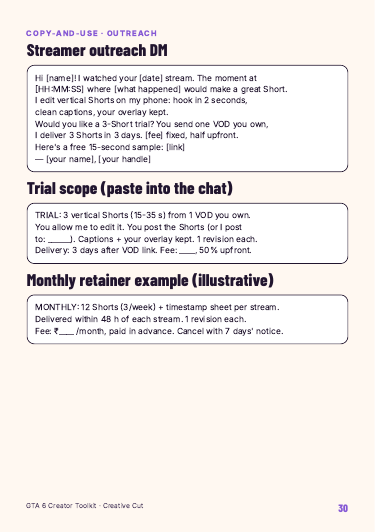 COPY-AND-USE · OUTREACH
Streamer outreach DM
Hi [name]! I watched your [date] stream. The moment at
[HH:MM:SS] where [what happened] would make a great Short.
I edit vertical Shorts on my phone: hook in 2 seconds,
clean captions, your overlay kept.
Would you like a 3-Short trial? You send one VOD you own,
I deliver 3 Shorts in 3 days. [fee] fixed, half upfront.
Here's a free 15-second sample: [link]
— [your name], [your handle]
Trial scope (paste into the chat)
TRIAL: 3 vertical Shorts (15-35 s) from 1 VOD you own.
You allow me to edit it. You post the Shorts (or I post
to: _____). Captions + your overlay kept. 1 revision each.
Delivery: 3 days after VOD link. Fee: ____, 50% upfront.
Monthly retainer example (illustrative)
MONTHLY: 12 Shorts (3/week) + timestamp sheet per stream.
Delivered within 48 h of each stream. 1 revision each.
Fee: ₹____ /month, paid in advance. Cancel with 7 days' notice.
GTA 6 Creator Toolkit · Creative Cut
30